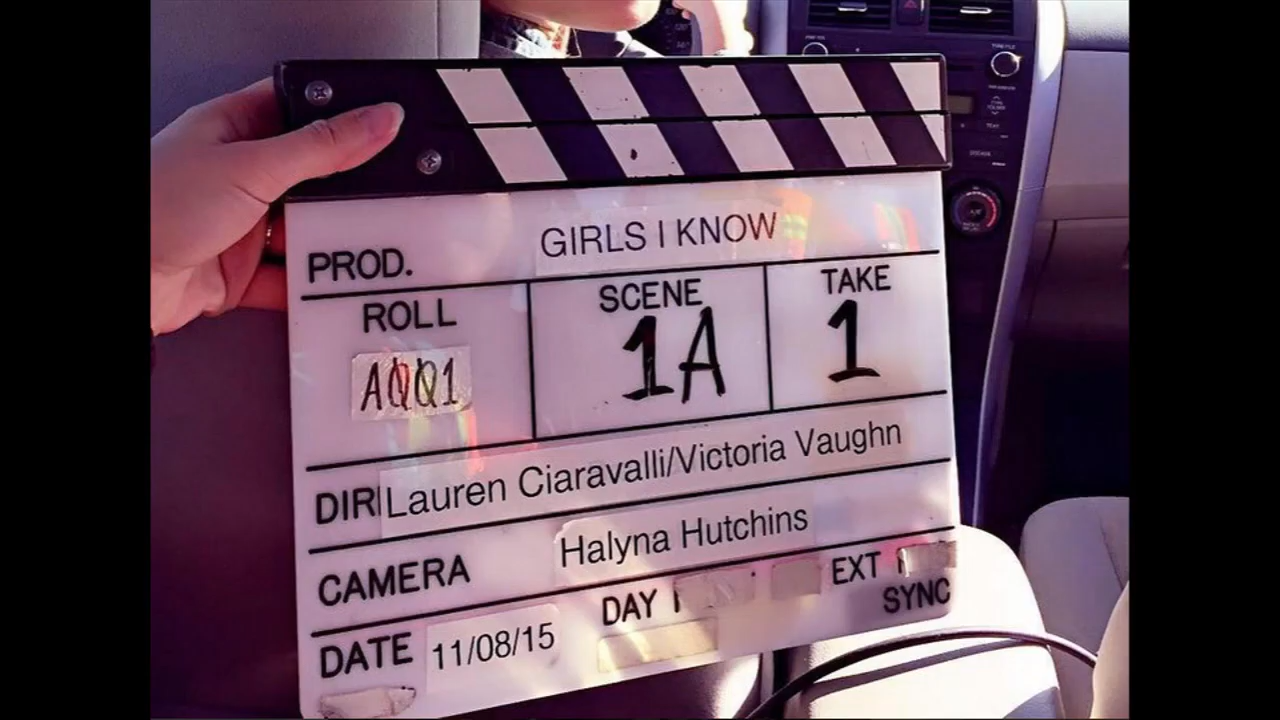 PROD. GIRLS I KNOW
ROLL SCENE TAKE
A001 1A 1
DIR Lauren Ciaravalli/Victoria Vaughn
CAMERA Halyna Hutchins
DAY EXT
SYNC
DATE 11/08/15